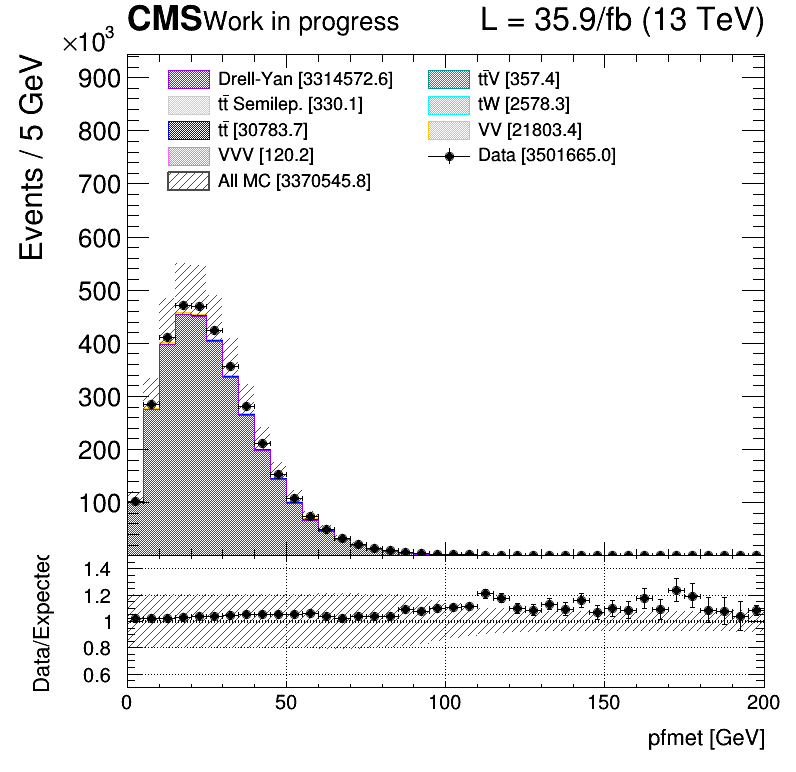 CMS Work in progress L = 35.9/fb (13 TeV)
×10³
Drell-Yan [3314572.6]
tt̄ Semilep. [330.1]
tt̄ [30783.7]
VVV [120.2]
All MC [3370545.8]
tt̄V [357.4]
tW [2578.3]
VV [21803.4]
Data [3501665.0]
Events / 5 GeV
900
800
700
600
500
400
300
200
100
Data/Expected
1.4
1.2
1
0.8
0.6
0 50 100 150 200
pfmet [GeV]